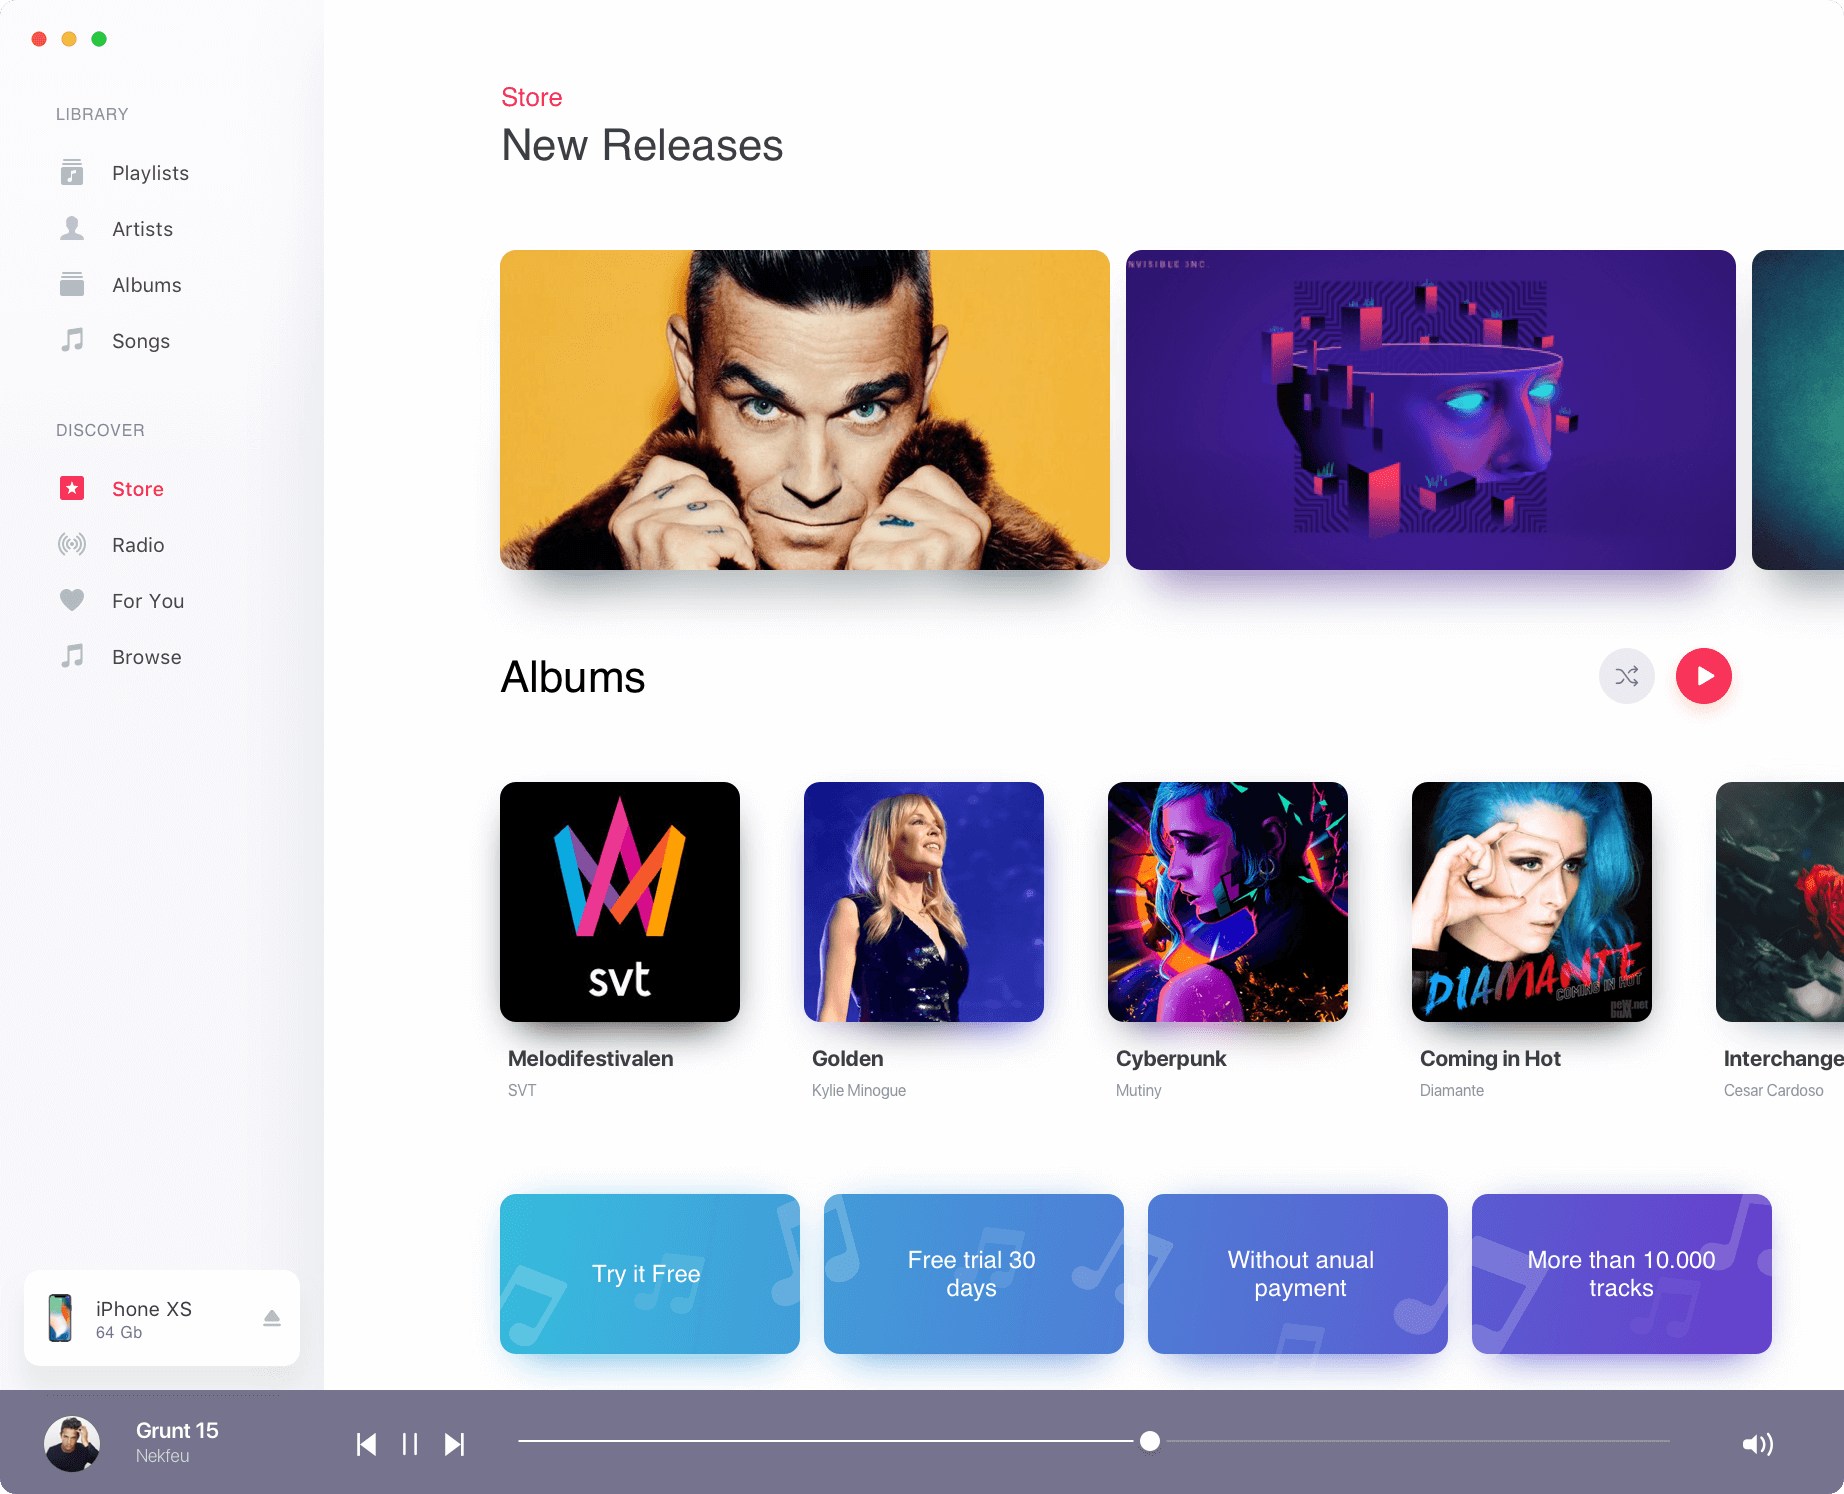 LIBRARY
Playlists
Artists
Albums
Songs
DISCOVER
Store
Radio
For You
Browse
iPhone XS
64 Gb
Store
New Releases
NVISIBLE INC.
Albums
svt
DIAMANTE
COMING IN HOT
Melodifestivalen
SVT
Golden
Kylie Minogue
Cyberpunk
Mutiny
Coming in Hot
Diamante
Interchange
Cesar Cardoso
Try it Free
Free trial 30
days
Without anual
payment
More than 10.000
tracks
Grunt 15
Nekfeu